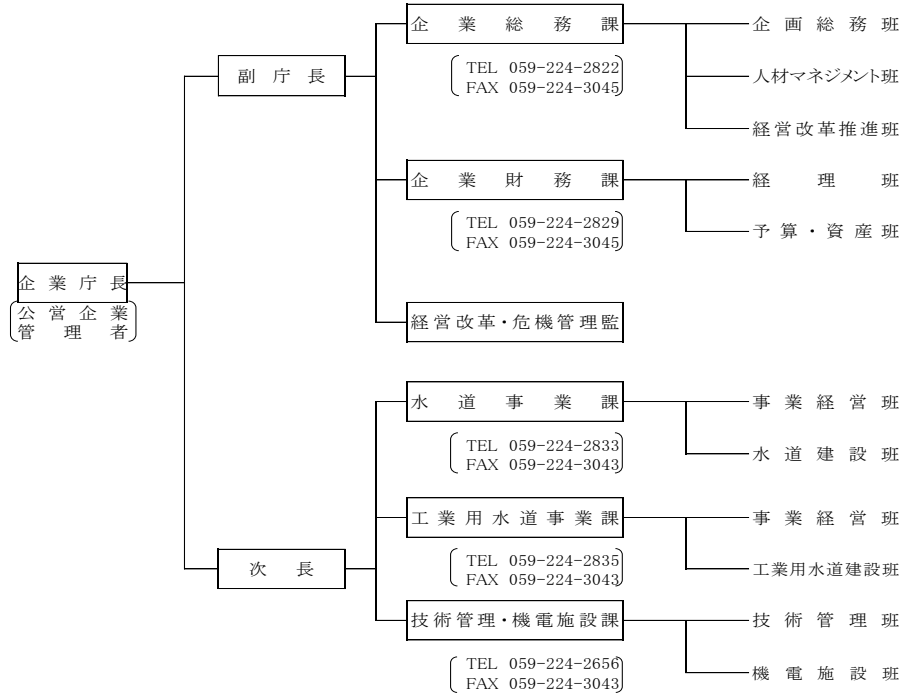 企業総務課
企画総務班
TEL 059-224-2822
FAX 059-224-3045
副庁長
人材マネジメント班
経営改革推進班
企業財務課
経理班
TEL 059-224-2829
FAX 059-224-3045
予算・資産班
企業庁長
公営企業
管理者
経営改革・危機管理監
水道事業課
事業経営班
TEL 059-224-2833
FAX 059-224-3043
水道建設班
工業用水道事業課
事業経営班
TEL 059-224-2835
FAX 059-224-3043
次長
工業用水道建設班
技術管理・機電施設課
技術管理班
TEL 059-224-2656
FAX 059-224-3043
機電施設班